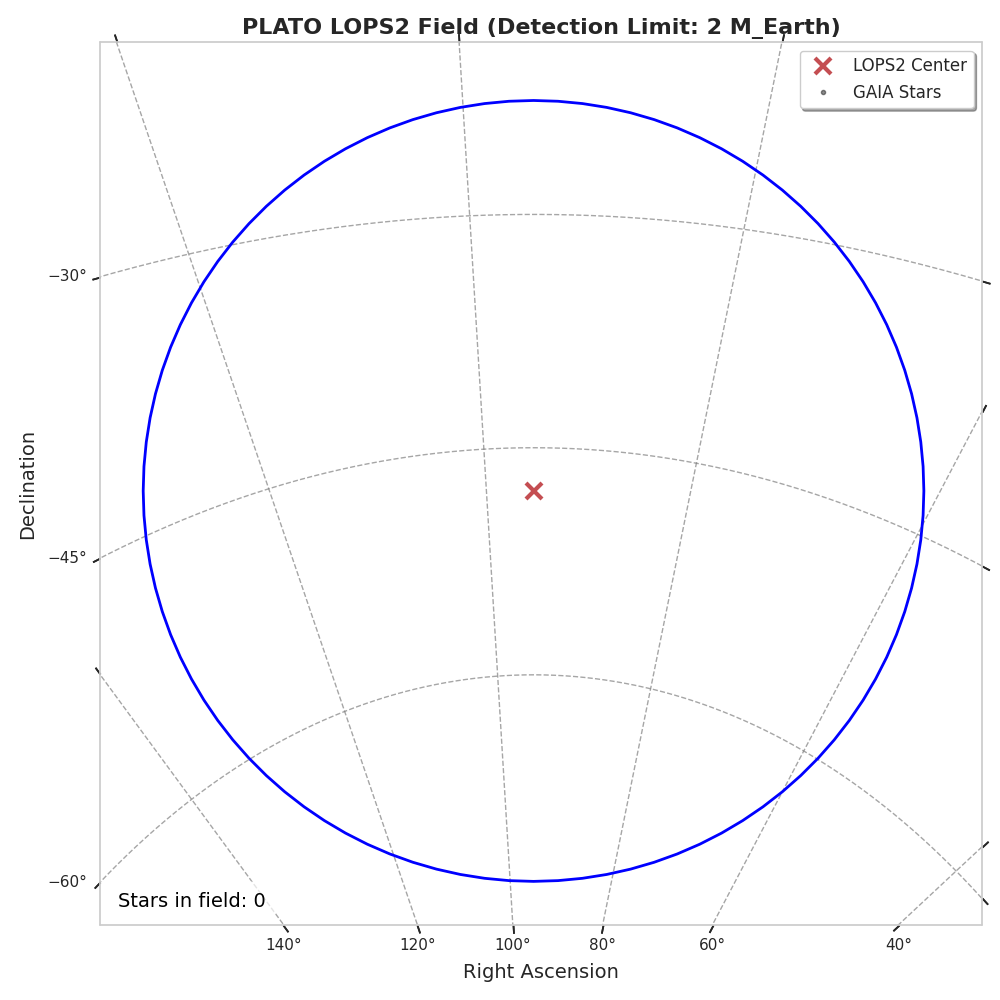 PLATO LOPS2 Field (Detection Limit: 2 M_Earth)
LOPS2 Center
GAIA Stars
−30°
−45°
−60°
Declination
Stars in field: 0
140°
120°
100°
80°
60°
40°
Right Ascension